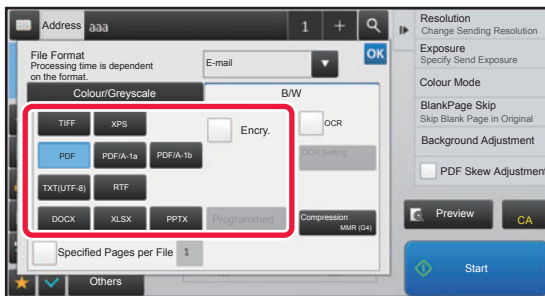 Address aaa 1 +
File Format
Processing time is dependent
on the format.
E-mail
OK
Colour/Greyscale
B/W
TIFF XPS
Encry.
OCR
PDF PDF/A-1a PDF/A-1b
OCR Setting
TXT(UTF-8) RTF
DOCX XLSX PPTX
Programmed
Compression
MMR (G4)
Specified Pages per File 1
Others
Resolution
Change Sending Resolution
Exposure
Specify Send Exposure
Colour Mode
BlankPage Skip
Skip Blank Page in Original
Background Adjustment
PDF Skew Adjustment
Preview
CA
Start